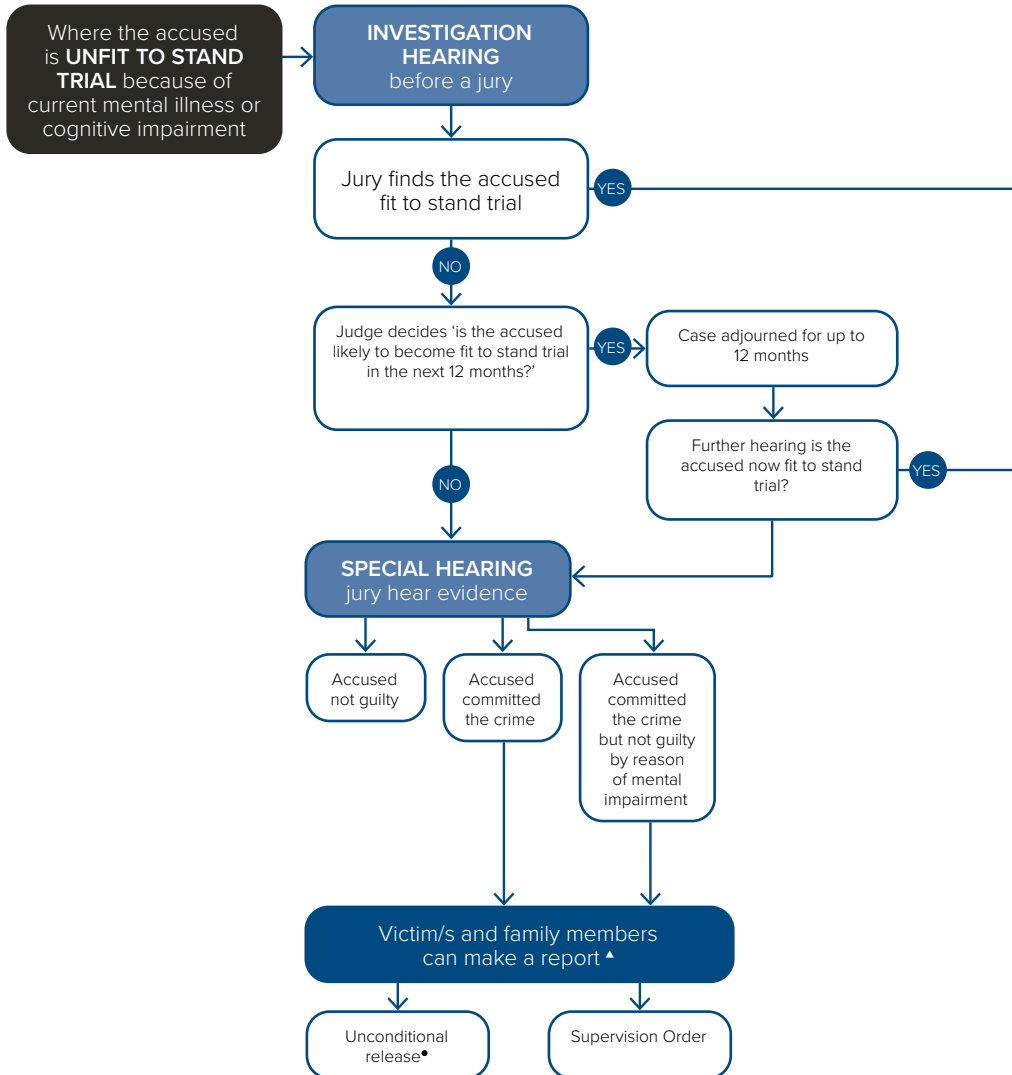 Where the accused
is UNFIT TO STAND
TRIAL because of
current mental illness or
cognitive impairment
INVESTIGATION
HEARING
before a jury
Jury finds the accused
fit to stand trial
YES
NO
Judge decides ‘is the accused
likely to become fit to stand trial
in the next 12 months?’
YES
Case adjourned for up to
12 months
Further hearing is the
accused now fit to stand
trial?
YES
NO
SPECIAL HEARING
jury hear evidence
Accused
not guilty
Accused
committed
the crime
Accused
committed
the crime
but not guilty
by reason
of mental
impairment
Victim/s and family members
can make a report ▲
Unconditional
release●
Supervision Order